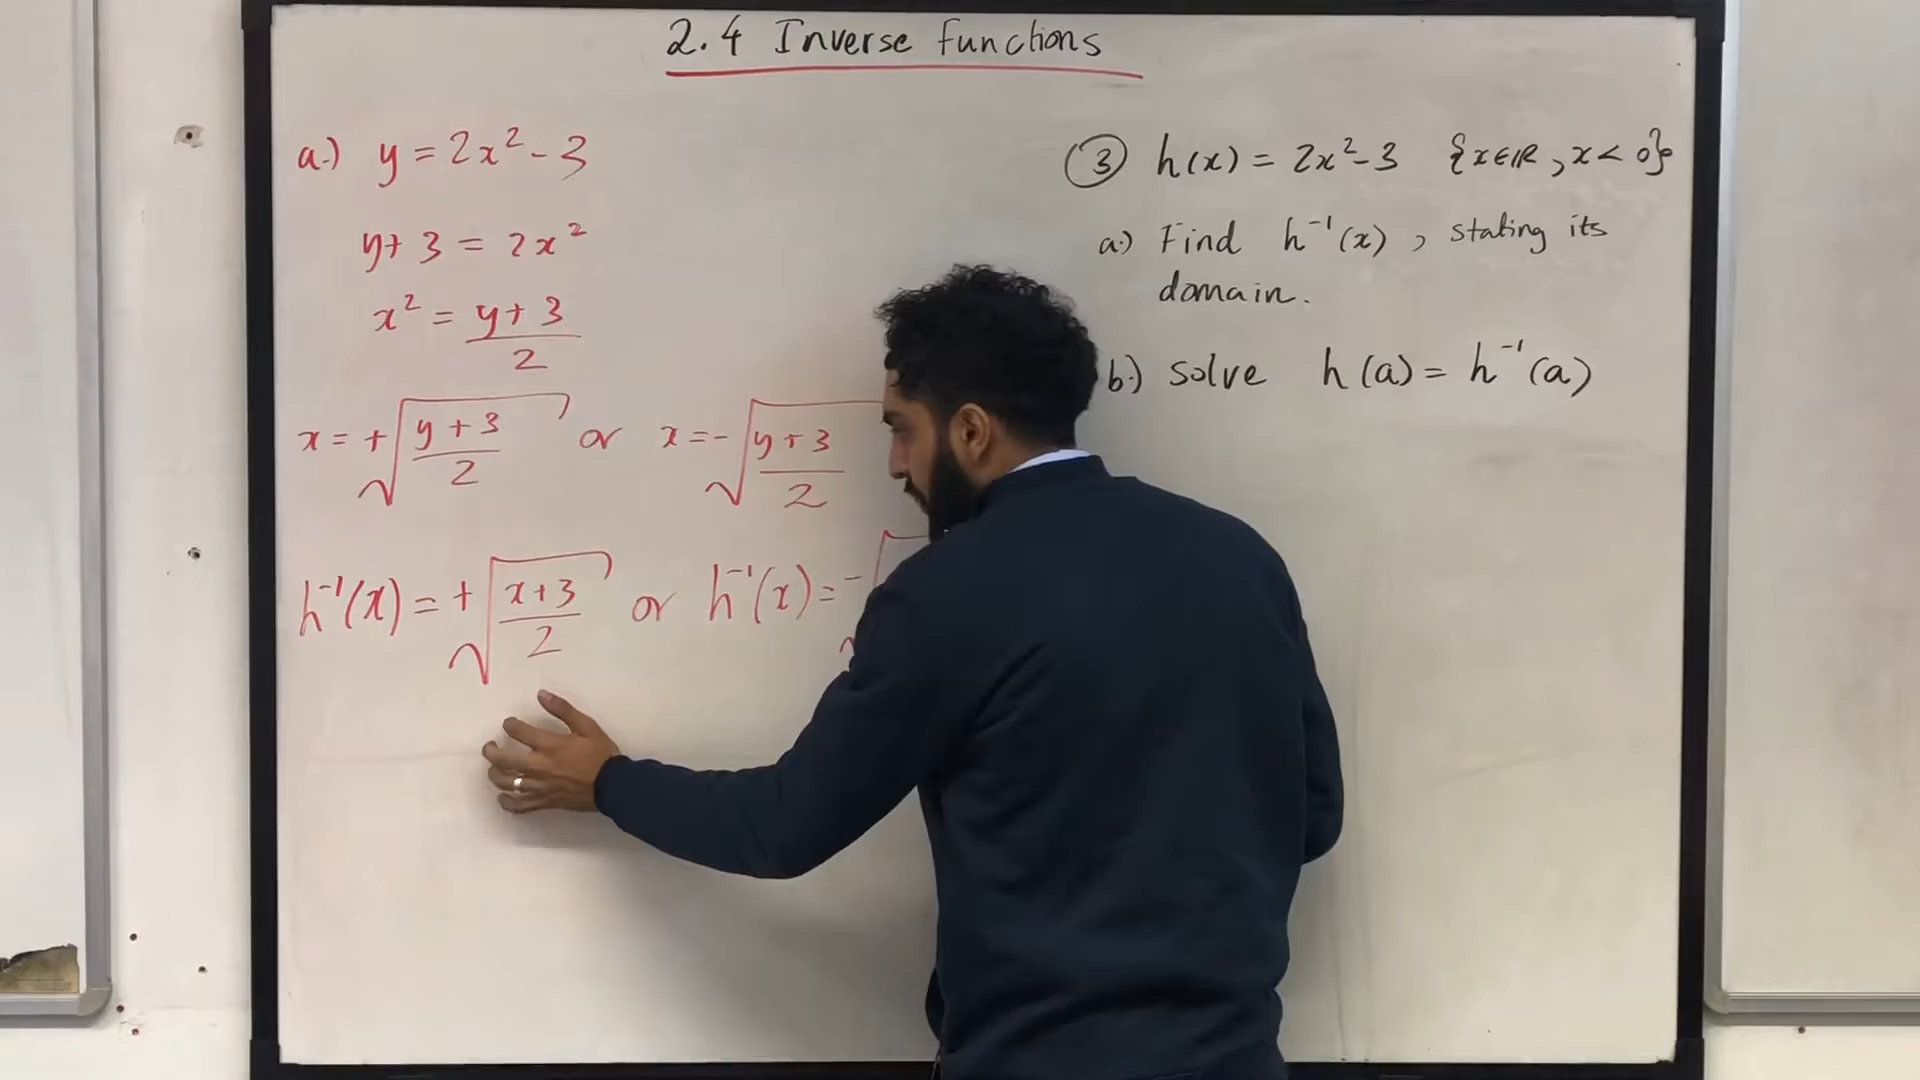 2.4 Inverse functions
a.) y = 2x² - 3
y + 3 = 2x²
x² = y + 3 / 2
x = + √(y + 3 / 2) or x = - √(y + 3 / 2)
h⁻¹(x) = + √(x + 3 / 2) or h⁻¹(x) = - √
③ h(x) = 2x² - 3 {x ∈ ℝ, x < 0}
a.) Find h⁻¹(x), stating its
domain.
b.) solve h(a) = h⁻¹(a)